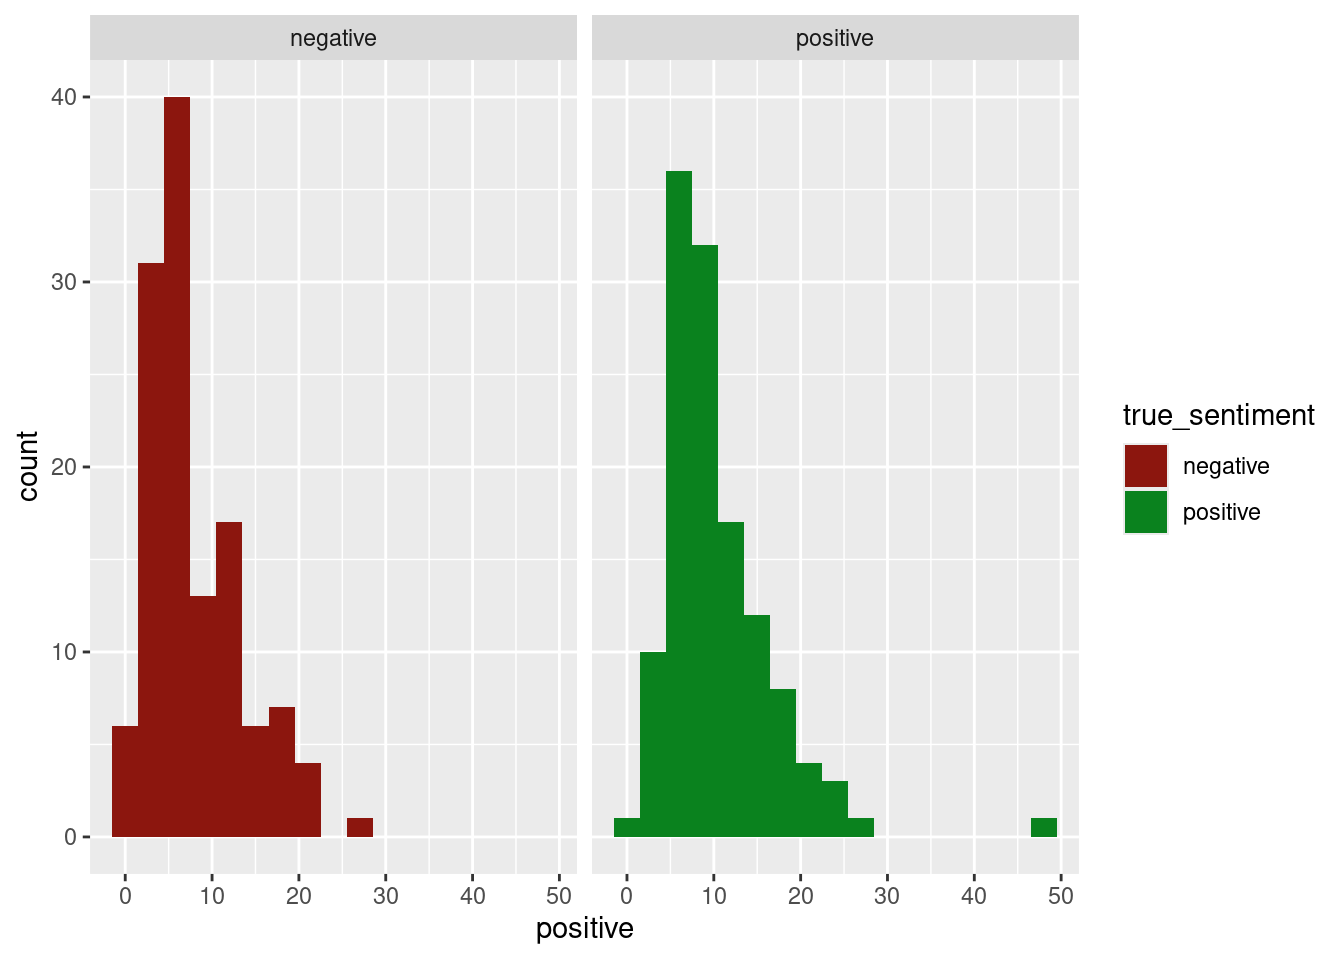 negative positive
40
30
20
10
0
count
0 10 20 30 40 50 0 10 20 30 40 50
positive
true_sentiment
negative
positive